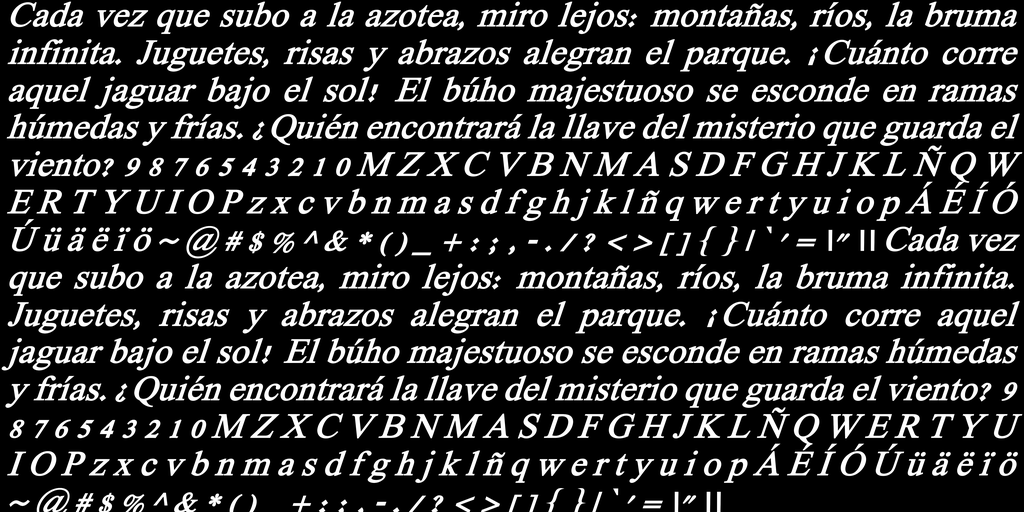 Cada vez que subo a la azotea, miro lejos: montañas, ríos, la bruma
infinita. Juguetes, risas y abrazos alegran el parque. ¡Cuánto corre
aquel jaguar bajo el sol! El búho majestuoso se esconde en ramas
húmedas y frías. ¿Quién encontrará la llave del misterio que guarda el
viento? 9 8 7 6 5 4 3 2 1 0 M Z X C V B N M A S D F G H J K L Ñ Q W
E R T Y U I O P z x c v b n m a s d f g h j k l ñ q w e r t y u i o p Á É Í Ó
Ú ü ä ë ï ö ~ @ # $ % ^ & * ( ) _ + : ; , - . / ? < > [ ] { } / ` ' = \" \\ Cada vez
que subo a la azotea, miro lejos: montañas, ríos, la bruma infinita.
Juguetes, risas y abrazos alegran el parque. ¡Cuánto corre aquel
jaguar bajo el sol! El búho majestuoso se esconde en ramas húmedas
y frías. ¿Quién encontrará la llave del misterio que guarda el viento? 9
8 7 6 5 4 3 2 1 0 M Z X C V B N M A S D F G H J K L Ñ Q W E R T Y U
I O P z x c v b n m a s d f g h j k l ñ q w e r t y u i o p Á É Í Ó Ú ü ä ë ï ö
~ @ # $ % ^ & * ( ) _ + : ; , - . / ? < > [ ] { } / ` ' = \" \\